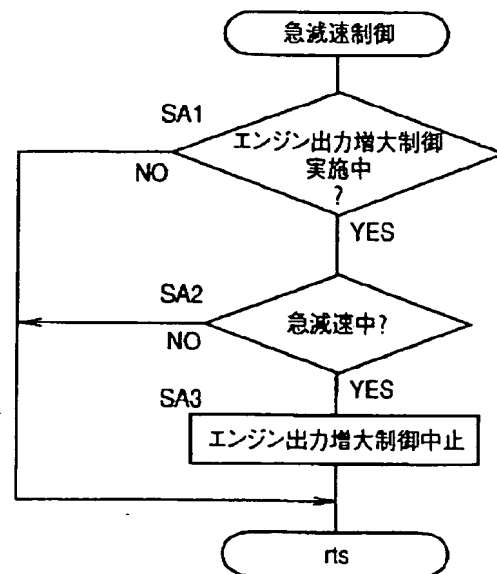 急減速制御
SA1
エンジン出力増大制御
実施中
?
NO
YES
SA2
急減速中?
NO
YES
SA3
エンジン出力増大制御中止
rts